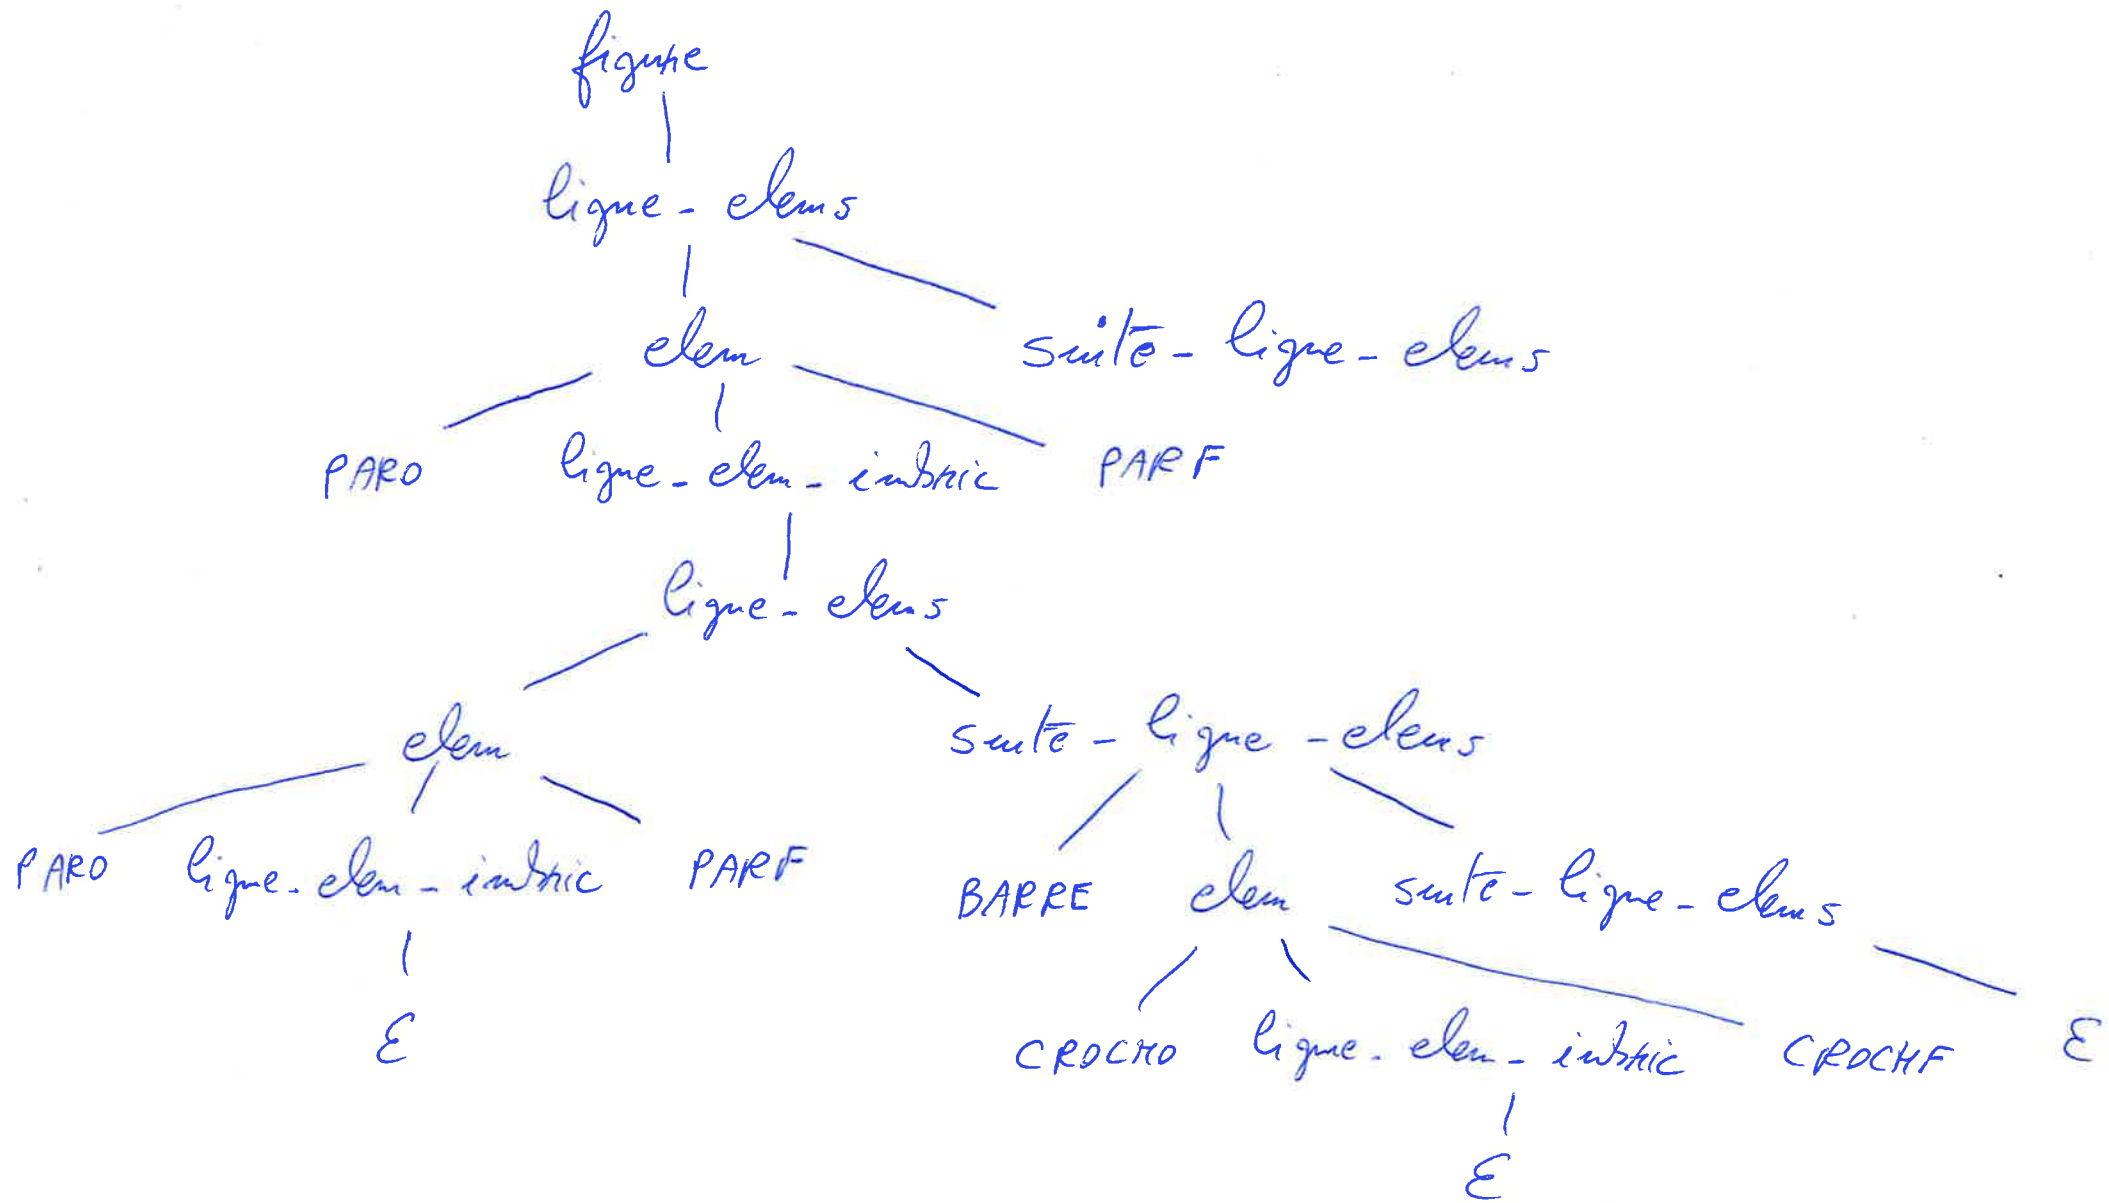 figure
ligne-elems
elem suite-ligne-elems
PARO ligne-elem-imbric PARF
ligne-elems
elem suite-ligne-elems
PARO ligne-elem-imbric PARF BARRE elem suite-ligne-elems
ε CROCHO ligne-elem-imbric CROCHF ε
ε